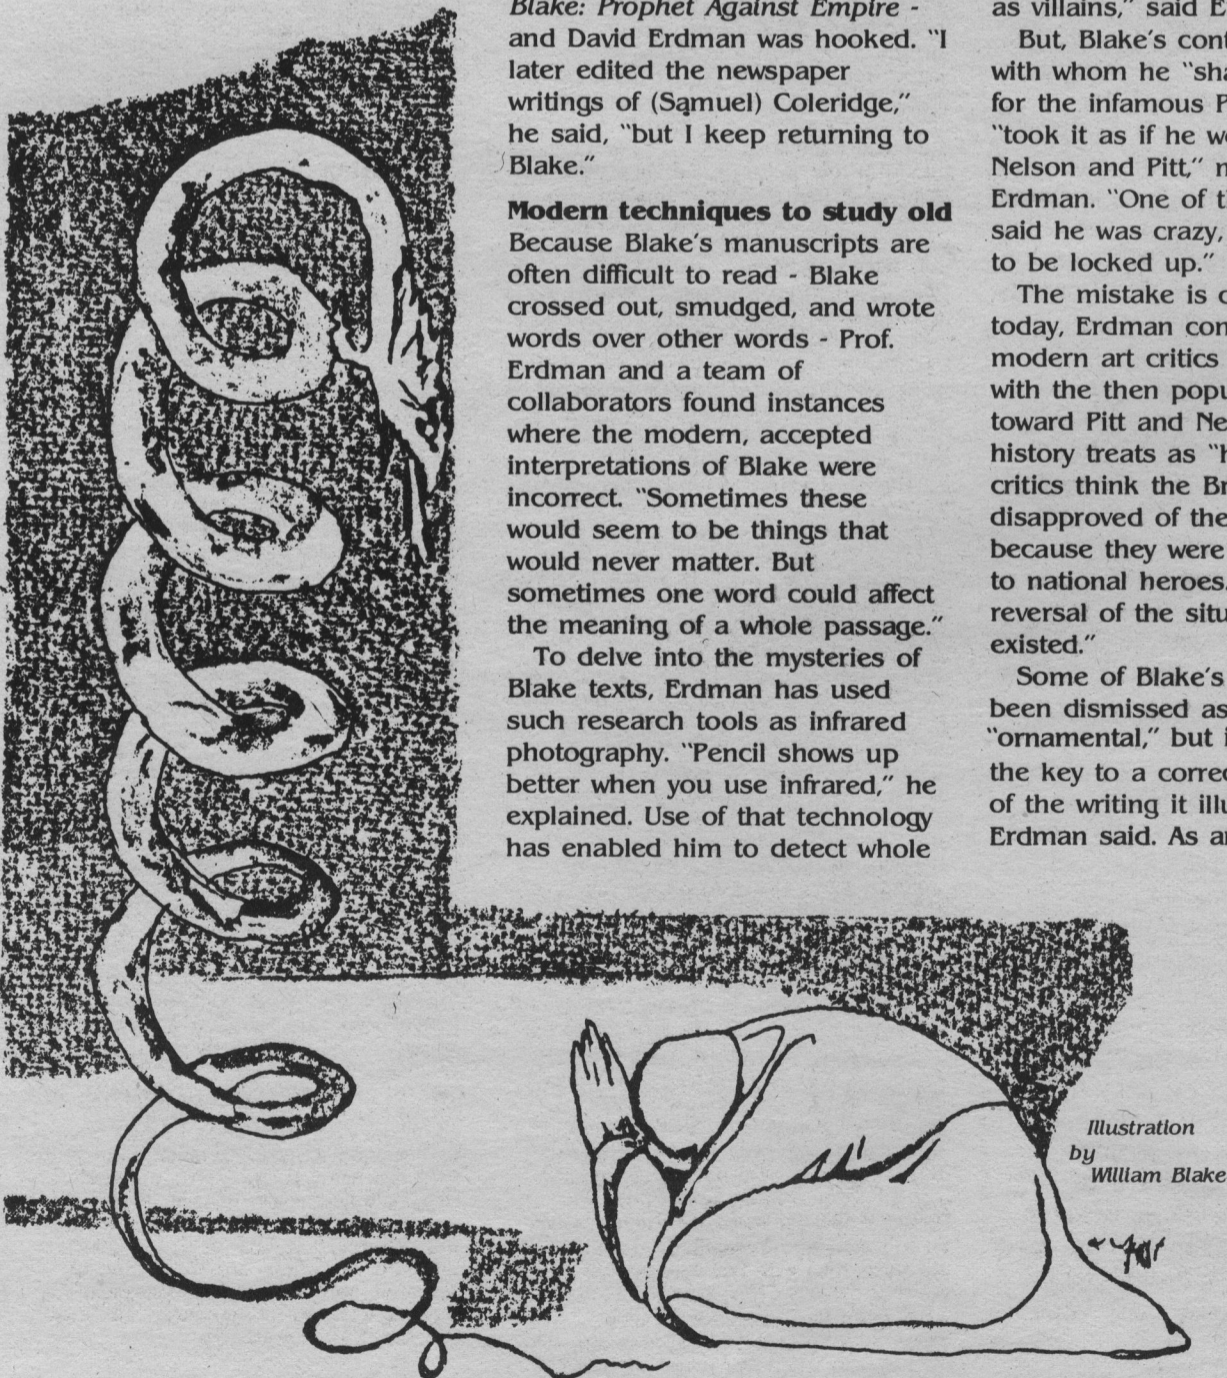 Blake: Prophet Against Empire -
and David Erdman was hooked. "I
later edited the newspaper
writings of (Samuel) Coleridge,"
he said, "but I keep returning to
Blake."
Modern techniques to study old
Because Blake's manuscripts are
often difficult to read - Blake
crossed out, smudged, and wrote
words over other words - Prof.
Erdman and a team of
collaborators found instances
where the modern, accepted
interpretations of Blake were
incorrect. "Sometimes these
would seem to be things that
would never matter. But
sometimes one word could affect
the meaning of a whole passage."
To delve into the mysteries of
Blake texts, Erdman has used
such research tools as infrared
photography. "Pencil shows up
better when you use infrared," he
explained. Use of that technology
has enabled him to detect whole
as villains," said
But, Blake's
with whom he
for the infamous
"took it as if he
Nelson and Pitt,"
Erdman. "One of
said he was crazy,
to be locked up."
The mistake is
today, Erdman
modern art critics
with the then
toward Pitt and
history treats as
critics think the
disapproved of
because they were
to national heroes.
reversal of the
existed."
Some of Blake's
been dismissed as
"ornamental," but
the key to a
of the writing it
Erdman said. As
Illustration
by
William Blake